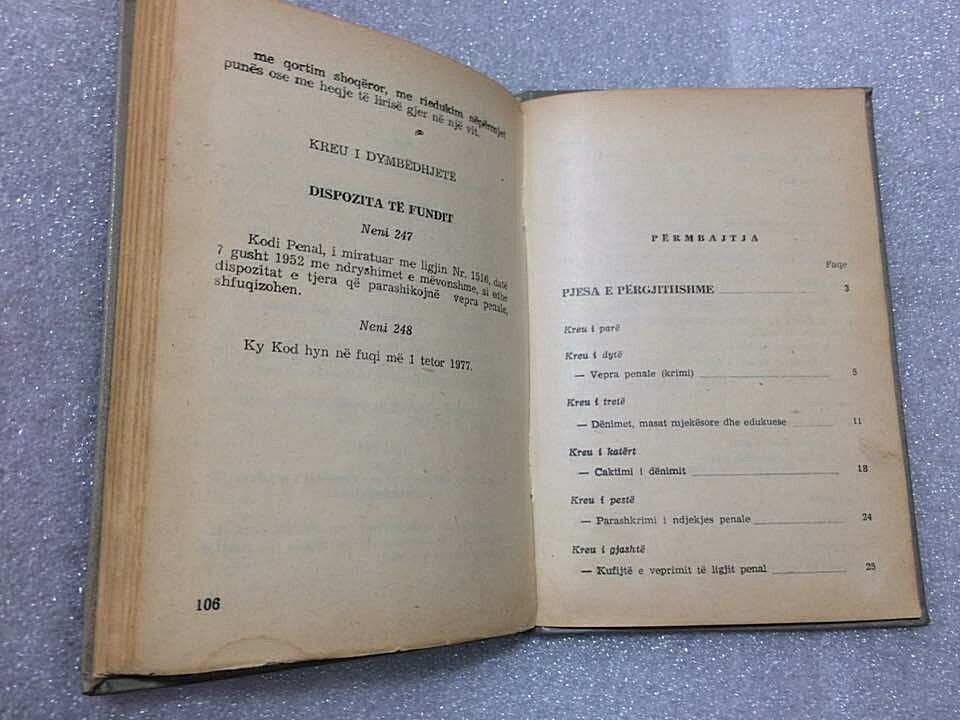 me qortim shoqëror, me riedukim nëpërmjet
punës ose me heqje të lirisë gjer në një vit.
KREU I DYMBËDHJETË
DISPOZITA TË FUNDIT
Neni 247
Kodi Penal, i miratuar me ligjin Nr. 1516, datë
7 gusht 1952 me ndryshimet e mëvonshme, si edhe
dispozitat e tjera që parashikojnë vepra penale,
shfuqizohen.
Neni 248
Ky Kod hyn në fuqi më 1 tetor 1977.
106
PËRMBAJTJA
Faqe
PJESA E PËRGJITHSHME 3
Kreu i parë
Kreu i dytë
— Vepra penale (krimi) 5
Kreu i tretë
— Dënimet, masat mjekësore dhe edukuese 11
Kreu i katërt
— Caktimi i dënimit 18
Kreu i pestë
— Parashkrimi i ndjekjes penale 24
Kreu i gjashtë
— Kufijtë e veprimit të ligjit penal 25